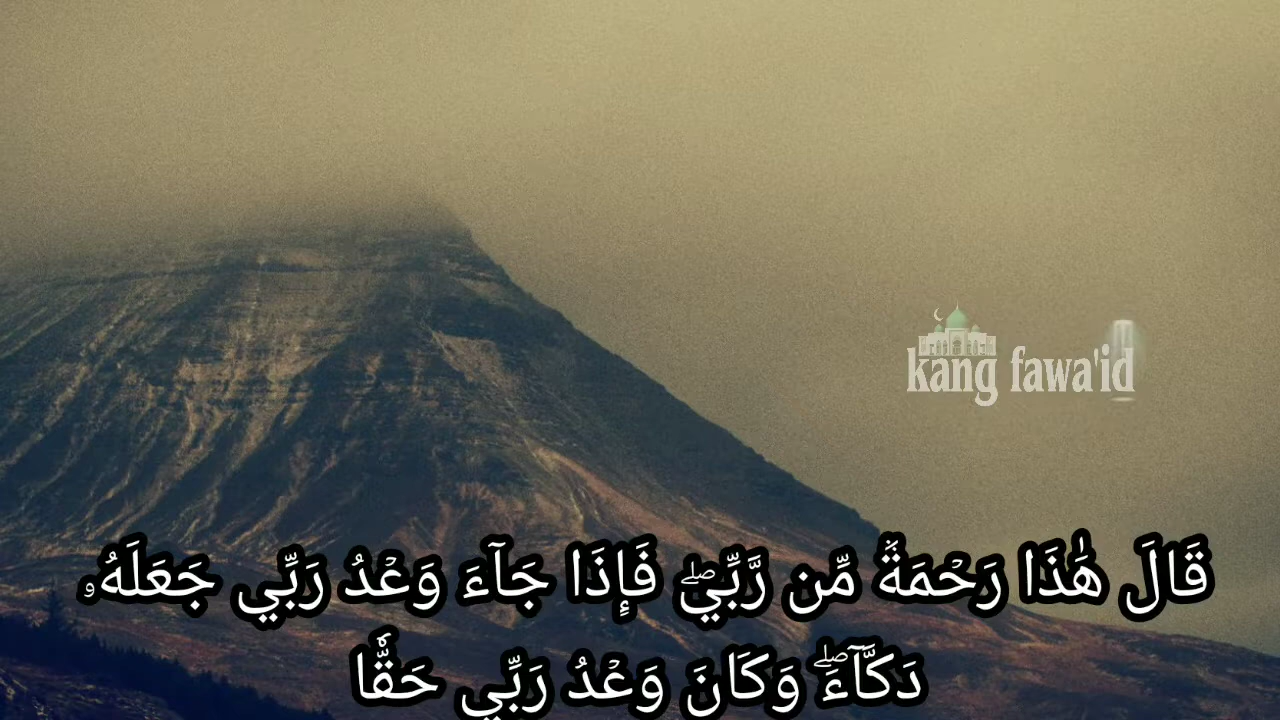 kang fawa'id
قَالَ هَٰذَا رَحْمَةٞ مِّن رَّبِّيۖ فَإِذَا جَآءَ وَعْدُ رَبِّي جَعَلَهُۥ
دَكَّآءَۖ وَكَانَ وَعْدُ رَبِّي حَقّٗا